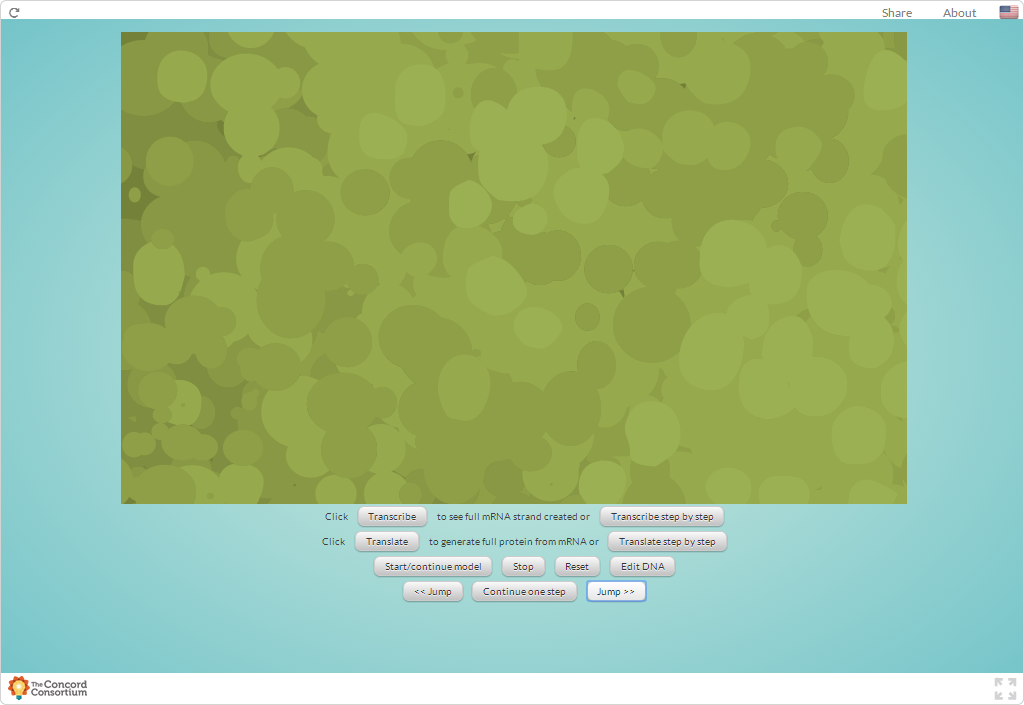 Share About
Click Transcribe to see full mRNA strand created or Transcribe step by step
Click Translate to generate full protein from mRNA or Translate step by step
Start/continue model Stop Reset Edit DNA
<< Jump Continue one step Jump >>
The Concord
Consortium